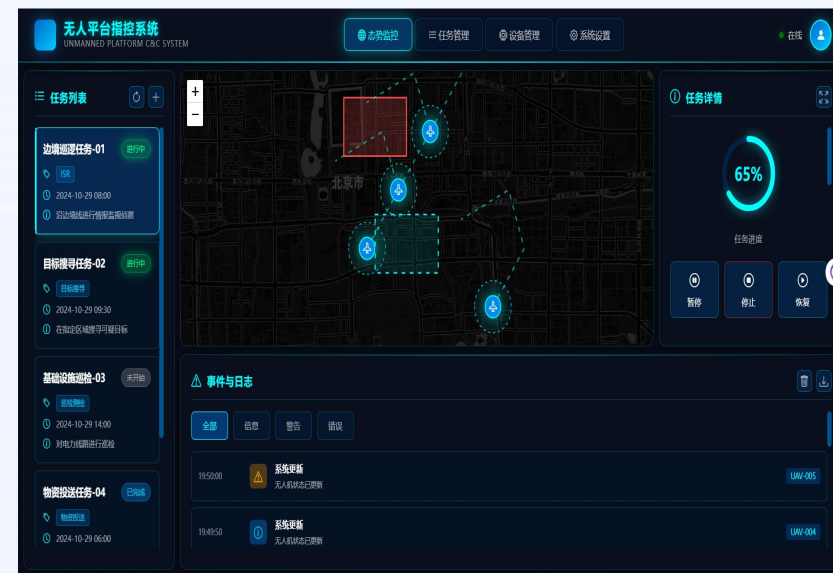 无人平台指控系统
UNMANNED PLATFORM C&C SYSTEM
态势监控
任务管理
设备管理
系统设置
在线
任务列表
边境巡逻任务-01
进行中
ISR
2024-10-29 08:00
沿边境线进行情报监视侦察
目标搜寻任务-02
进行中
目标搜寻
2024-10-29 09:30
在指定区域搜寻可疑目标
基础设施巡检-03
未开始
巡检测绘
2024-10-29 14:00
对电力线路进行巡检
物资投送任务-04
已完成
物资投送
2024-10-29 06:00
+
−
北京市
任务详情
65%
任务进度
暂停
停止
恢复
事件与日志
全部
信息
警告
错误
19:50:00
系统更新
无人机状态已更新
UAV-005
19:49:50
系统更新
无人机状态已更新
UAV-004